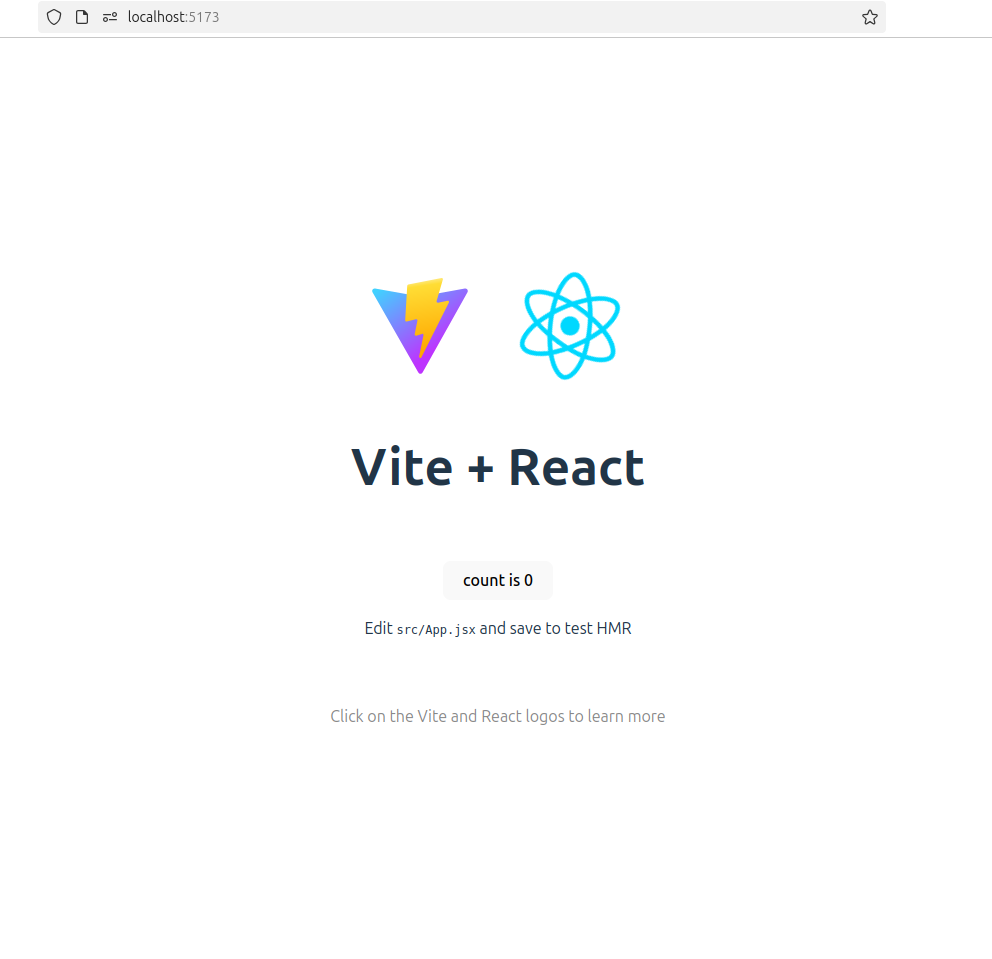 localhost:5173
Vite + React
count is 0
Edit src/App.jsx and save to test HMR
Click on the Vite and React logos to learn more